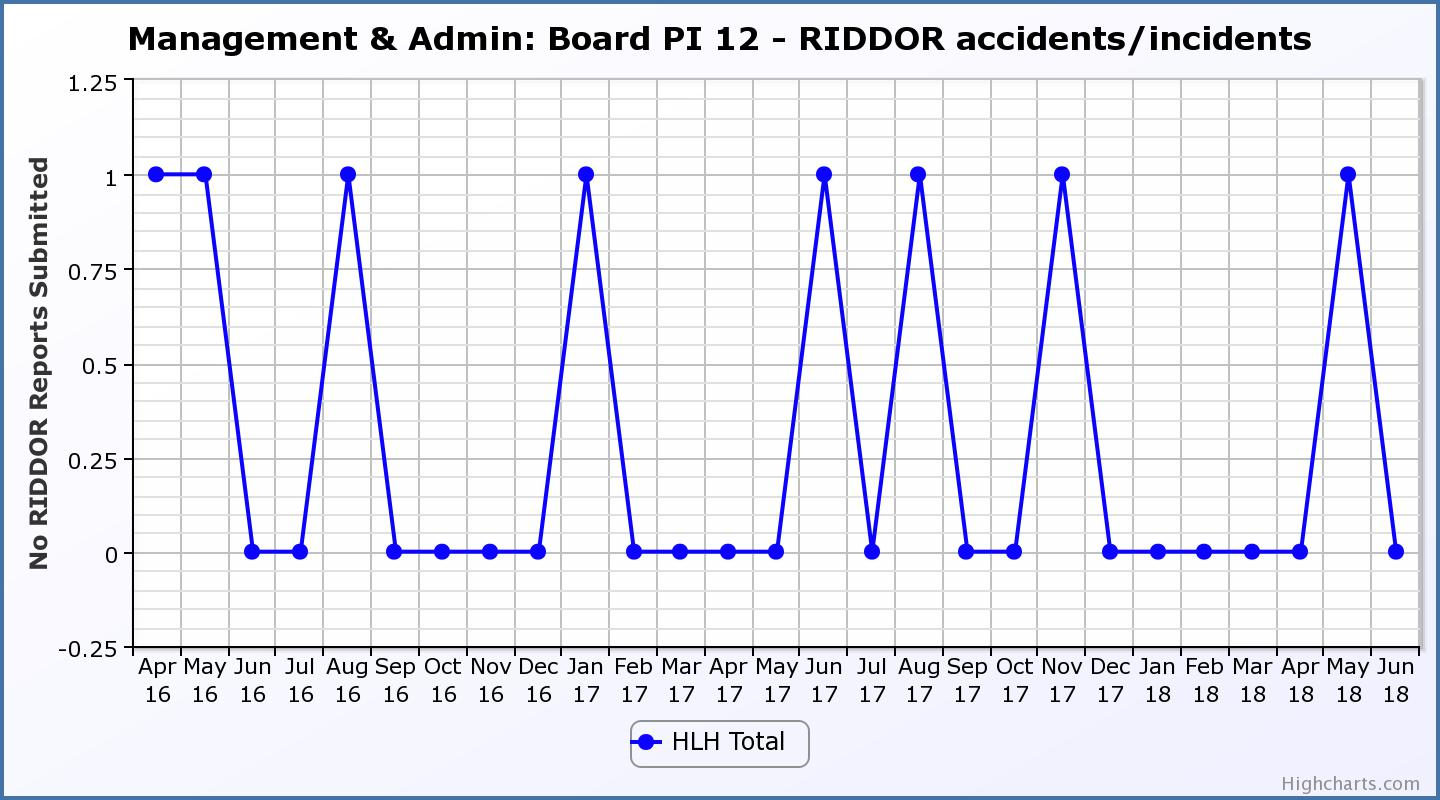 Management & Admin: Board PI 12 - RIDDOR accidents/incidents
No RIDDOR Reports Submitted
1.25
1
0.75
0.5
0.25
0
-0.25
Apr May Jun Jul Aug Sep Oct Nov Dec Jan Feb Mar Apr May Jun Jul Aug Sep Oct Nov Dec Jan Feb Mar Apr May Jun
16 16 16 16 16 16 16 16 16 17 17 17 17 17 17 17 17 17 17 17 17 18 18 18 18 18 18
HLH Total
Highcharts.com